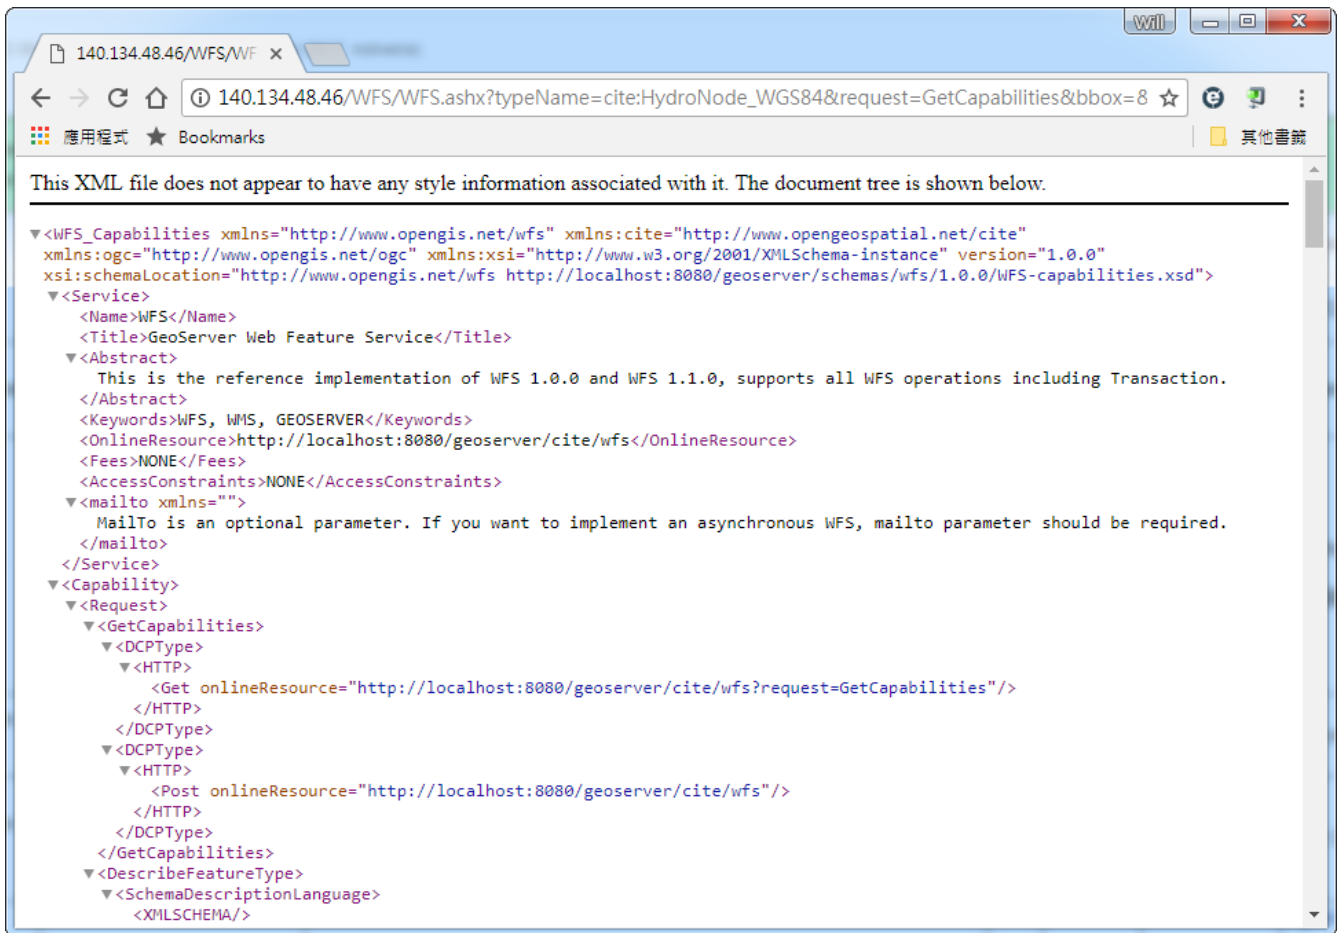 Will
140.134.48.46/WFS/WF
140.134.48.46/WFS/WFS.ashx?typeName=cite:HydroNode_WGS84&request=GetCapabilities&bbox=8
應用程式 Bookmarks 其他書籤
This XML file does not appear to have any style information associated with it. The document tree is shown below.
▼<WFS_Capabilities xmlns="http://www.opengis.net/wfs" xmlns:cite="http://www.opengeospatial.net/cite"
xmlns:ogc="http://www.opengis.net/ogc" xmlns:xsi="http://www.w3.org/2001/XMLSchema-instance" version="1.0.0"
xsi:schemaLocation="http://www.opengis.net/wfs http://localhost:8080/geoserver/schemas/wfs/1.0.0/WFS-capabilities.xsd">
▼<Service>
<Name>WFS</Name>
<Title>GeoServer Web Feature Service</Title>
▼<Abstract>
This is the reference implementation of WFS 1.0.0 and WFS 1.1.0, supports all WFS operations including Transaction.
</Abstract>
<Keywords>WFS, WMS, GEOSERVER</Keywords>
<OnlineResource>http://localhost:8080/geoserver/cite/wfs</OnlineResource>
<Fees>NONE</Fees>
<AccessConstraints>NONE</AccessConstraints>
▼<mailto xmlns="">
MailTo is an optional parameter. If you want to implement an asynchronous WFS, mailto parameter should be required.
</mailto>
</Service>
▼<Capability>
▼<Request>
▼<GetCapabilities>
▼<DCPType>
▼<HTTP>
<Get onlineResource="http://localhost:8080/geoserver/cite/wfs?request=GetCapabilities"/>
</HTTP>
</DCPType>
▼<DCPType>
▼<HTTP>
<Post onlineResource="http://localhost:8080/geoserver/cite/wfs"/>
</HTTP>
</DCPType>
</GetCapabilities>
▼<DescribeFeatureType>
▼<SchemaDescriptionLanguage>
<XMLSCHEMA/>